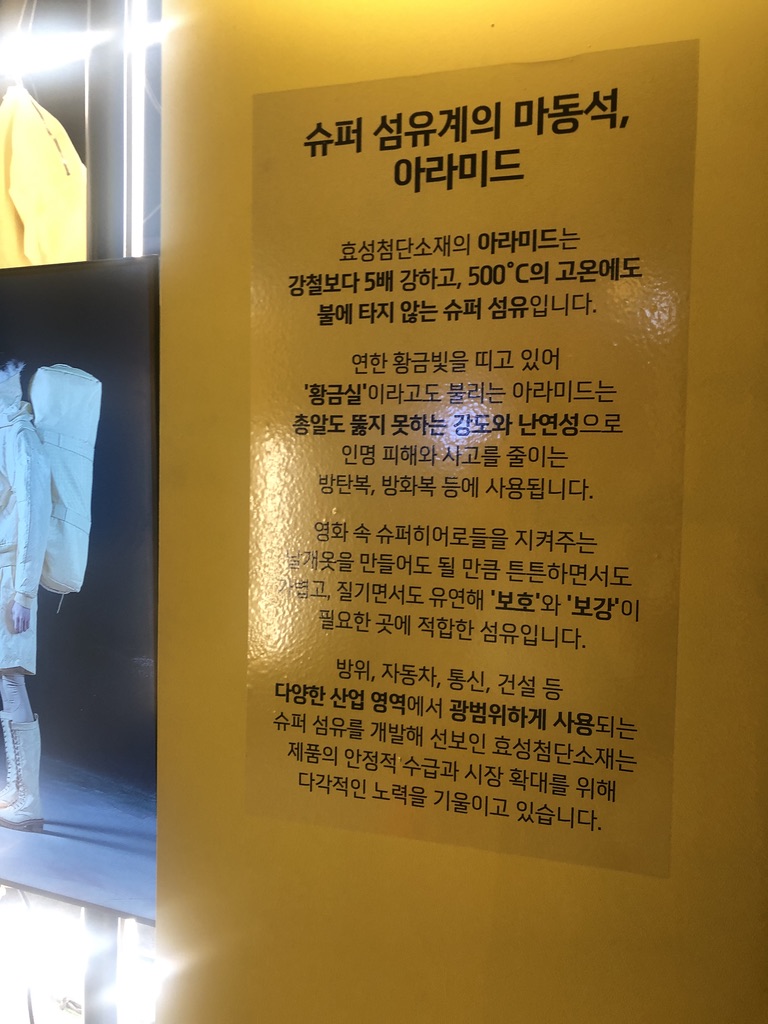 슈퍼 섬유계의 마동석,
아라미드
효성첨단소재의 아라미드는
강철보다 5배 강하고, 500°C의 고온에도
불에 타지 않는 슈퍼 섬유입니다.
연한 황금빛을 띠고 있어
'황금실'이라고도 불리는 아라미드는
총알도 뚫지 못하는 강도와 난연성으로
인명 피해와 사고를 줄이는
방탄복, 방화복 등에 사용됩니다.
영화 속 슈퍼히어로들을 지켜주는
날개옷을 만들어도 될 만큼 튼튼하면서도
가볍고, 질기면서도 유연해 '보호'와 '보강'이
필요한 곳에 적합한 섬유입니다.
방위, 자동차, 통신, 건설 등
다양한 산업 영역에서 광범위하게 사용되는
슈퍼 섬유를 개발해 선보인 효성첨단소재는
제품의 안정적 수급과 시장 확대를 위해
다각적인 노력을 기울이고 있습니다.